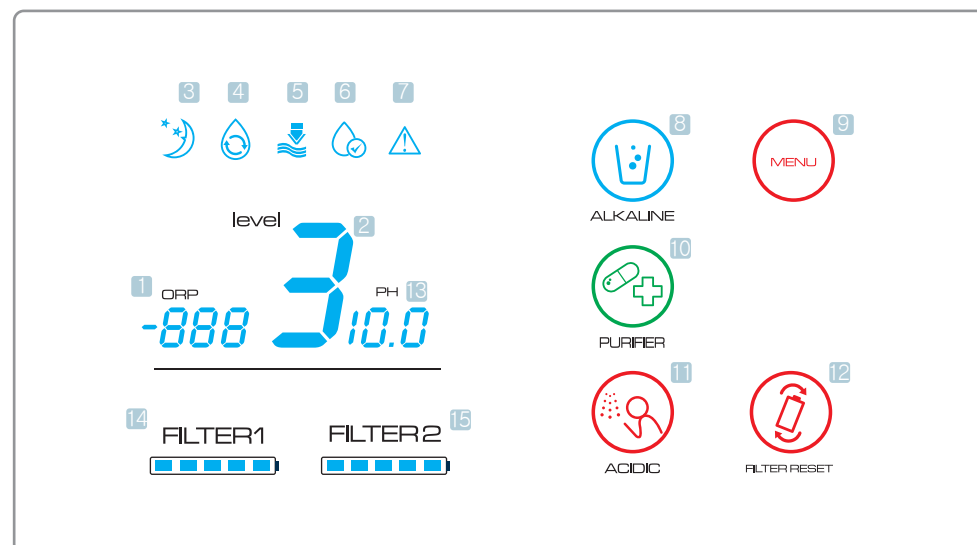 3 4 5 6 7
8 9
ALKALINE
MENU
level 3 2
10
1 ORP
PH 13
-888 10.0
PURIFIER
11 12
14 FILTER1
FILTER2 15
ACIDIC
FILTER RESET